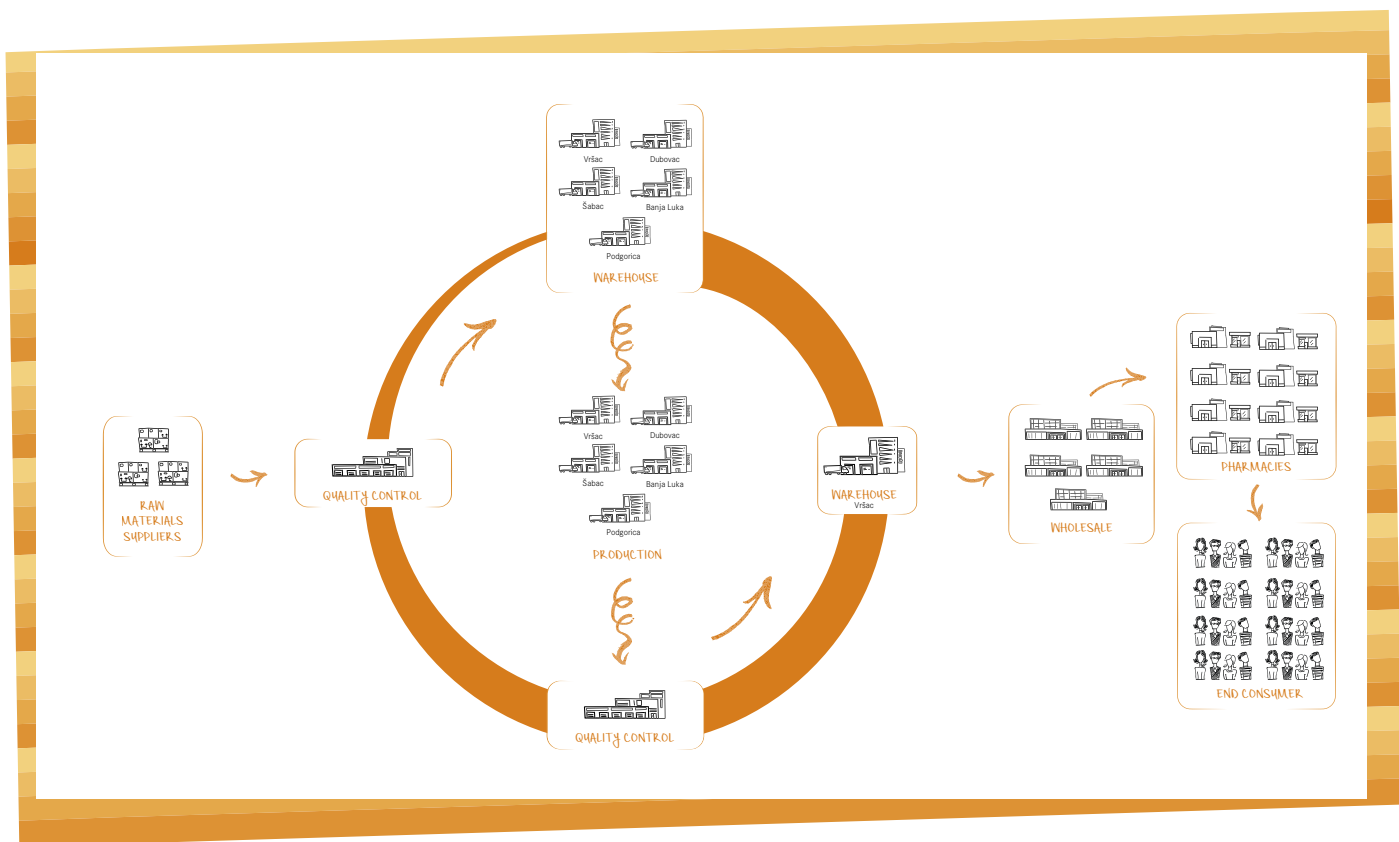 Vršac
Dubovac
Šabac
Banja Luka
Podgorica
WAREHOUSE
RAW
MATERIALS
SUPPLIERS
QUALITY CONTROL
Vršac
Dubovac
Šabac
Banja Luka
Podgorica
PRODUCTION
QUALITY CONTROL
WAREHOUSE
Vršac
WHOLESALE
PHARMACIES
END CONSUMER